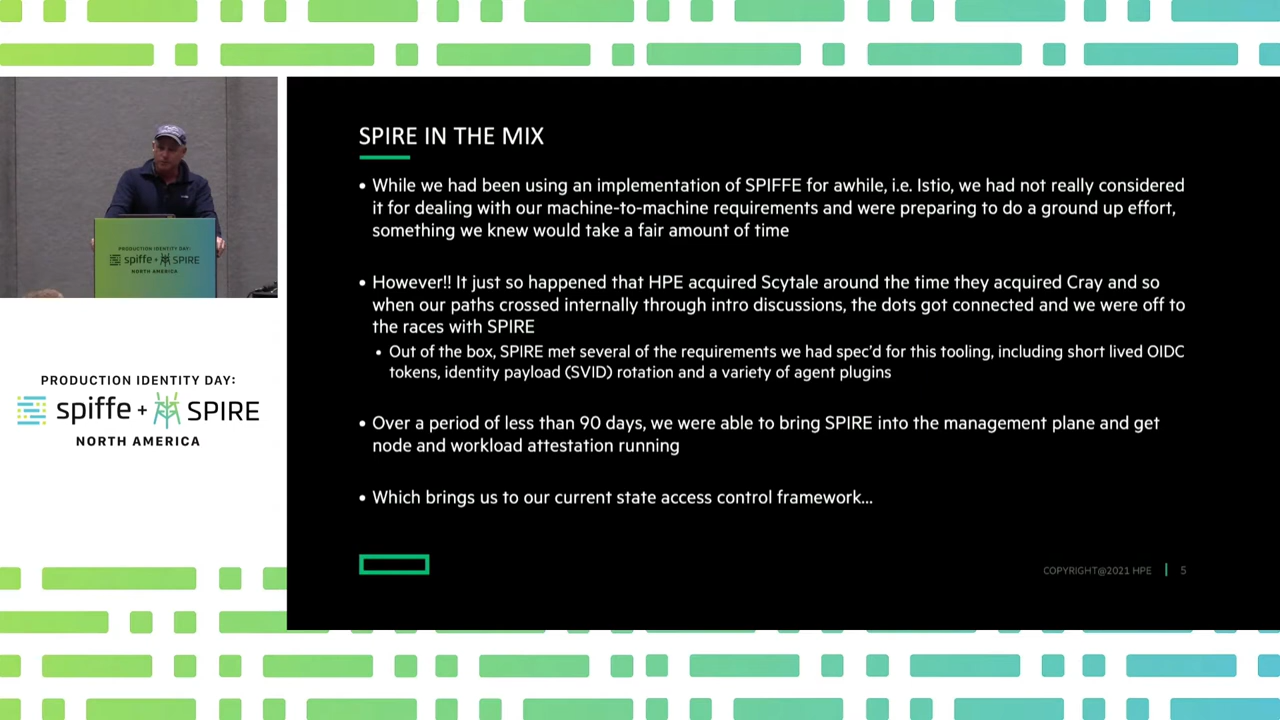 SPIRE IN THE MIX
• While we had been using an implementation of SPIFFE for awhile, i.e. Istio, we had not really considered
it for dealing with our machine-to-machine requirements and were preparing to do a ground up effort,
something we knew would take a fair amount of time
• However!! It just so happened that HPE acquired Scytale around the time they acquired Cray and so
when our paths crossed internally through intro discussions, the dots got connected and we were off to
the races with SPIRE
• Out of the box, SPIRE met several of the requirements we had spec'd for this tooling, including short lived OIDC
tokens, identity payload (SVID) rotation and a variety of agent plugins
• Over a period of less than 90 days, we were able to bring SPIRE into the management plane and get
node and workload attestation running
• Which brings us to our current state access control framework...
COPYRIGHT@2021 HPE | 5
PRODUCTION IDENTITY DAY:
spiffe + SPIRE
NORTH AMERICA
PRODUCTION IDENTITY DAY:
spiffe + SPIRE
NORTH AMERICA